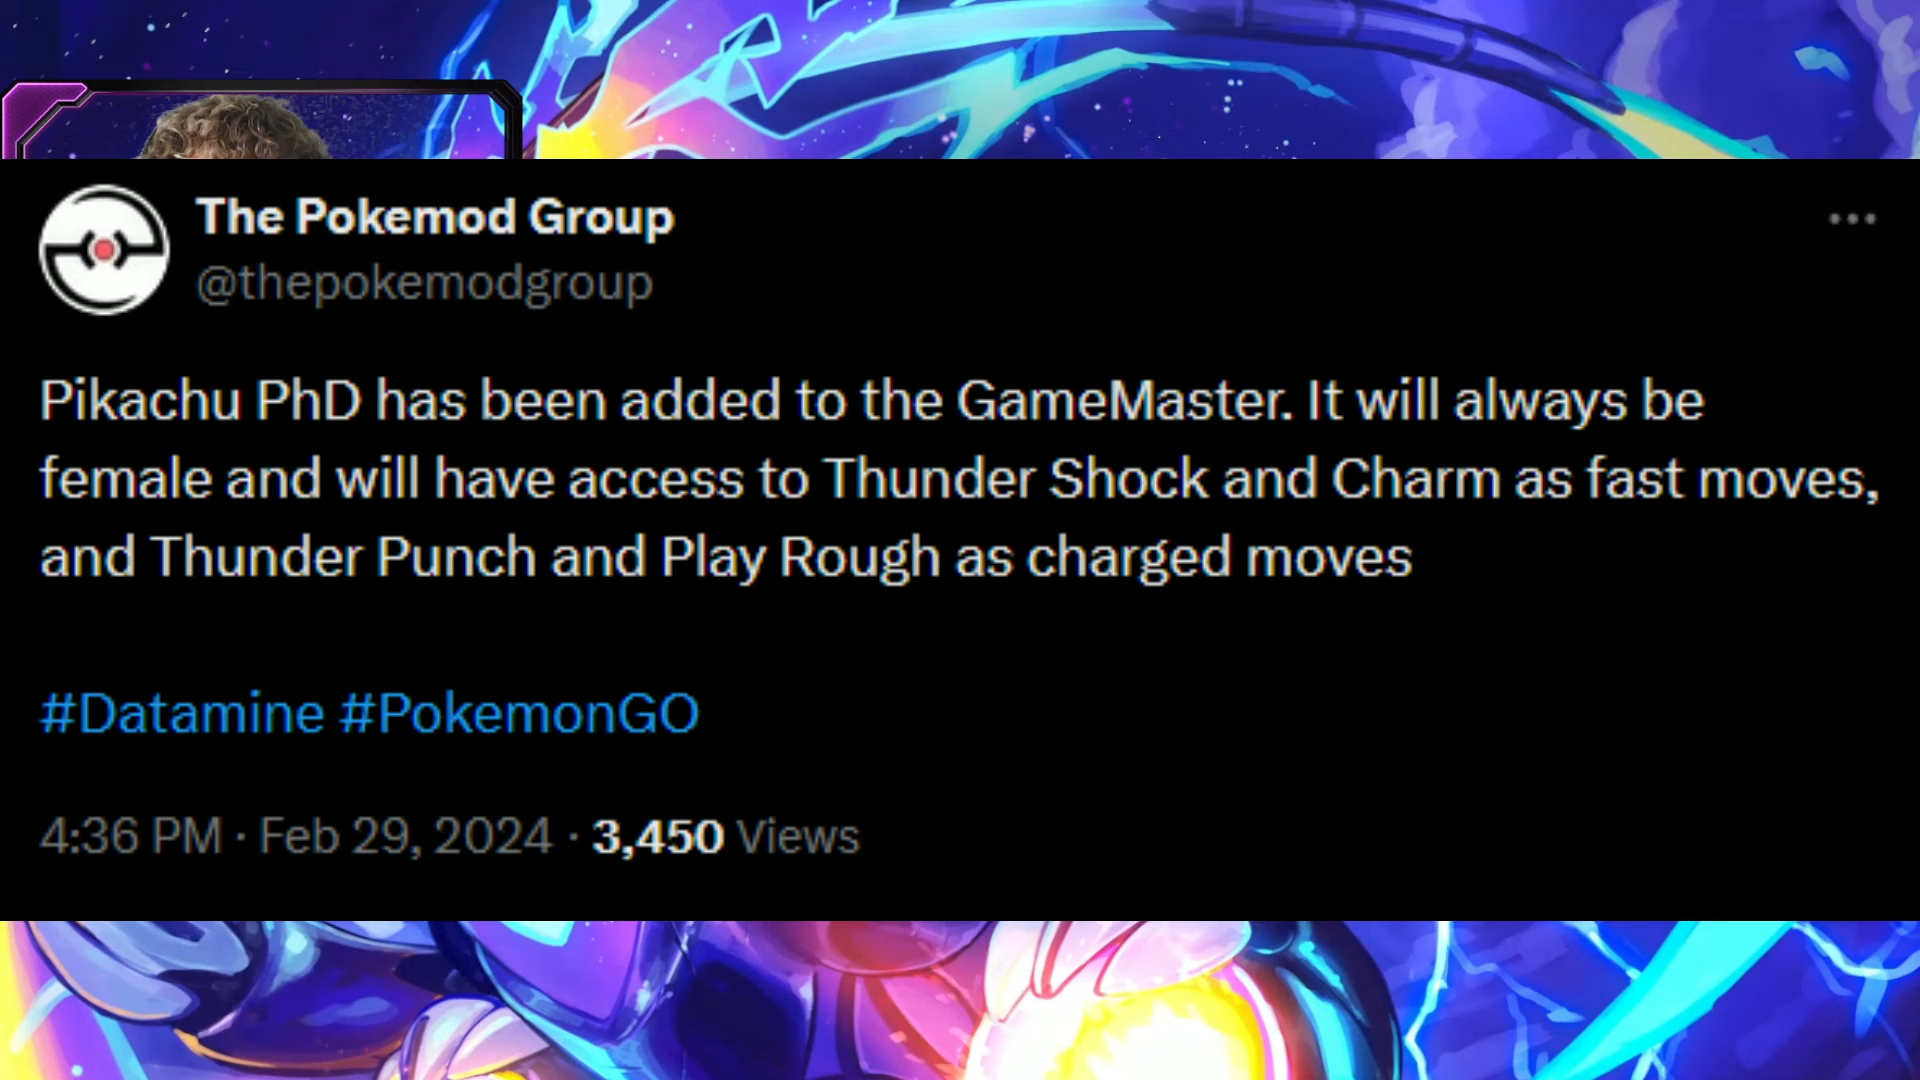 The Pokemod Group
@thepokemodgroup
Pikachu PhD has been added to the GameMaster. It will always be
female and will have access to Thunder Shock and Charm as fast moves,
and Thunder Punch and Play Rough as charged moves
#Datamine #PokemonGO
4:36 PM · Feb 29, 2024 · 3,450 Views